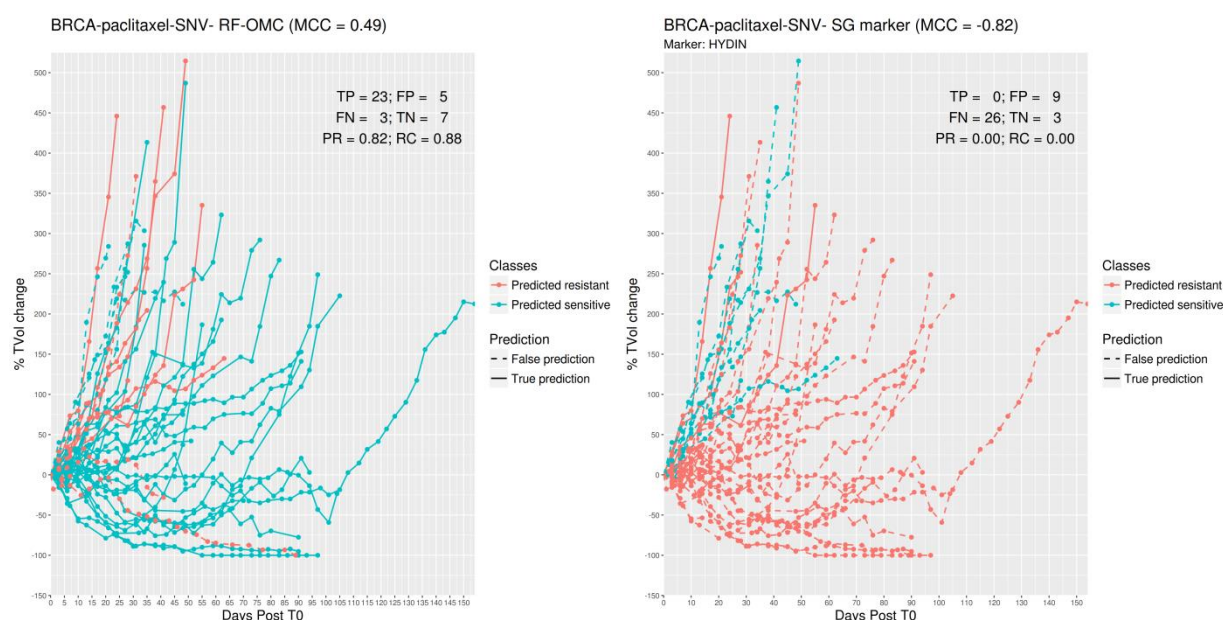 BRCA-paclitaxel-SNV- RF-OMC (MCC = 0.49)
TP = 23; FP = 5
FN = 3; TN = 7
PR = 0.82; RC = 0.88
500
450
400
350
300
250
200
150
100
50
0
-50
-100
-150
% TVol change
0 5 10 15 20 25 30 35 40 45 50 55 60 65 70 75 80 85 90 95 100 105 110 115 120 125 130 135 140 145 150
Days Post T0
Classes
Predicted resistant
Predicted sensitive
Prediction
False prediction
True prediction
BRCA-paclitaxel-SNV- SG marker (MCC = -0.82)
Marker: HYDIN
TP = 0; FP = 9
FN = 26; TN = 3
PR = 0.00; RC = 0.00
500
450
400
350
300
250
200
150
100
50
0
-50
-100
-150
% TVol change
0 10 20 30 40 50 60 70 80 90 100 110 120 130 140 150
Days Post T0
Classes
Predicted resistant
Predicted sensitive
Prediction
False prediction
True prediction